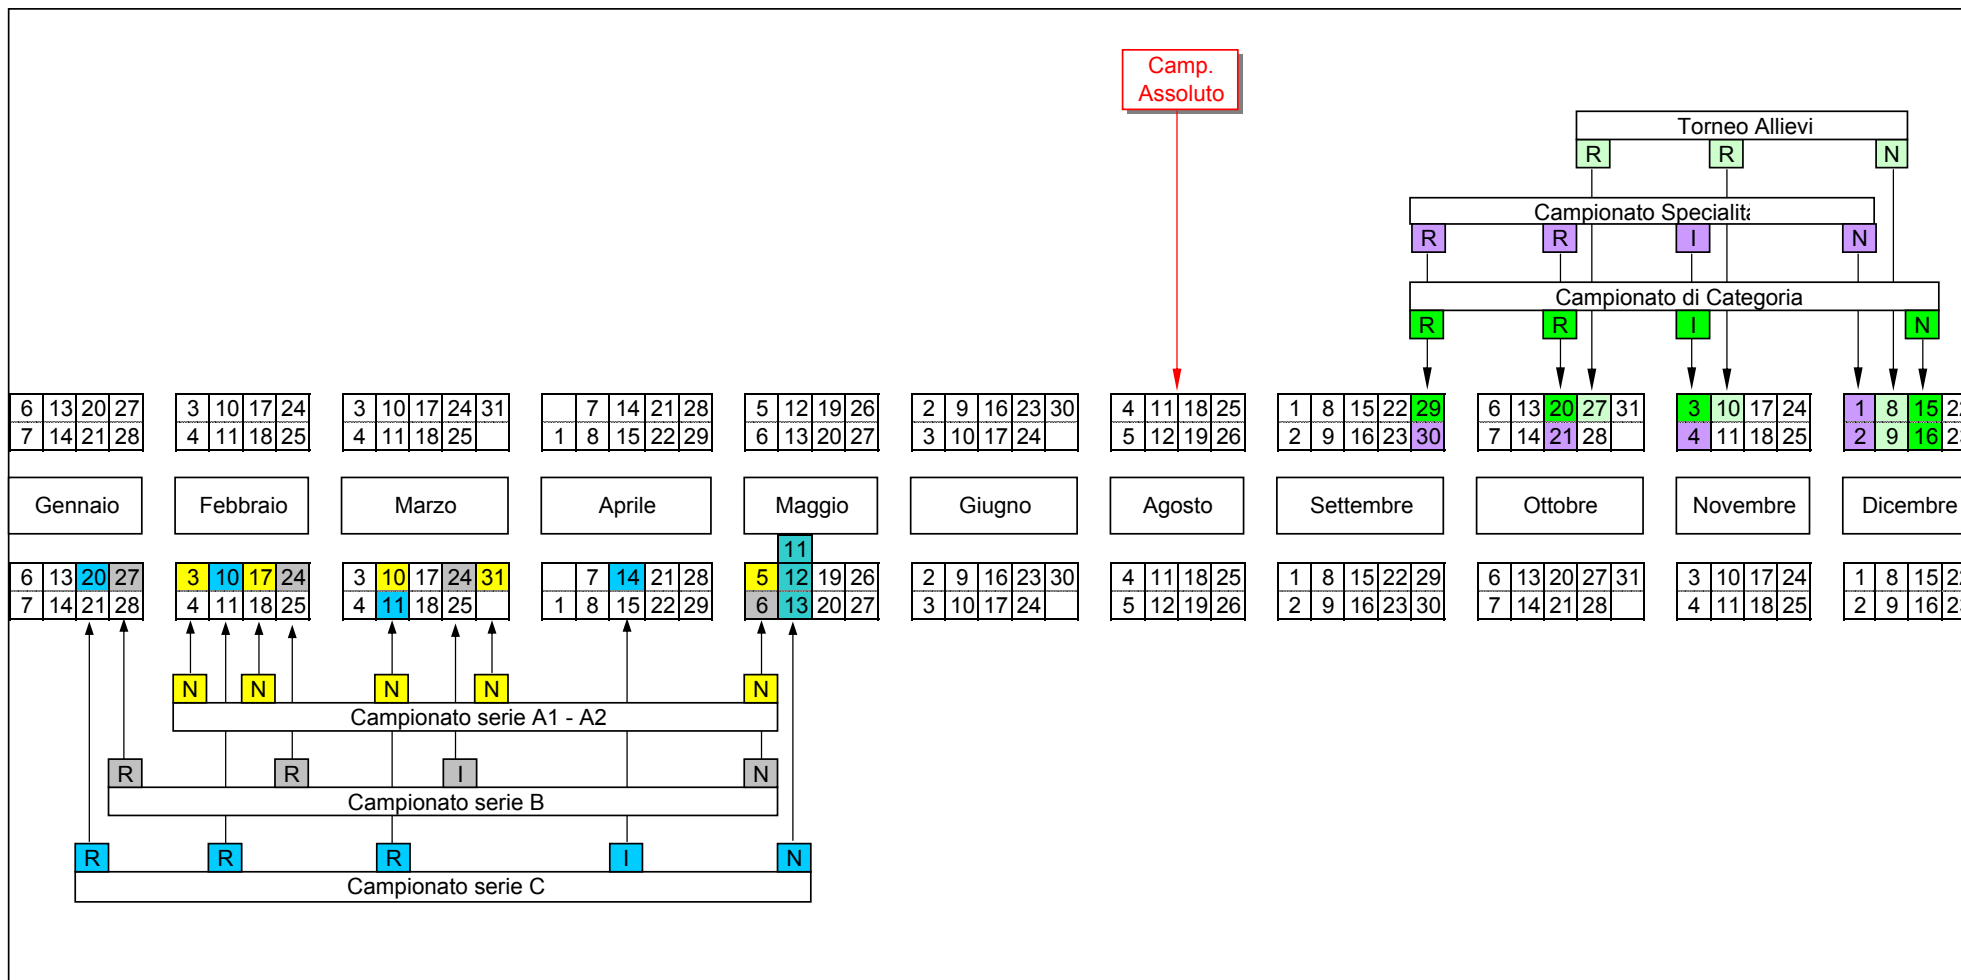 Camp.
Assoluto
Torneo Allievi
R R N
Campionato Specialit
R R I N
Campionato di Categoria
R R I N
6 13 20 27 3 10 17 24 3 10 17 24 31 7 14 21 28 5 12 19 26 2 9 16 23 30 4 11 18 25 1 8 15 22 29 6 13 20 27 31 3 10 17 24 1 8 15 22
7 14 21 28 4 11 18 25 4 11 18 25 1 8 15 22 29 6 13 20 27 3 10 17 24 5 12 19 26 2 9 16 23 30 7 14 21 28 4 11 18 25 2 9 16 23
Gennaio Febbraio Marzo Aprile Maggio Giugno Agosto Settembre Ottobre Novembre Dicembre
11
6 13 20 27 3 10 17 24 3 10 17 24 31 7 14 21 28 5 12 19 26 2 9 16 23 30 4 11 18 25 1 8 15 22 29 6 13 20 27 31 3 10 17 24 1 8 15 22
7 14 21 28 4 11 18 25 4 11 18 25 1 8 15 22 29 6 13 20 27 3 10 17 24 5 12 19 26 2 9 16 23 30 7 14 21 28 4 11 18 25 2 9 16 23
N N N N N
Campionato serie A1 - A2
R R I N
Campionato serie B
R R R I N
Campionato serie C